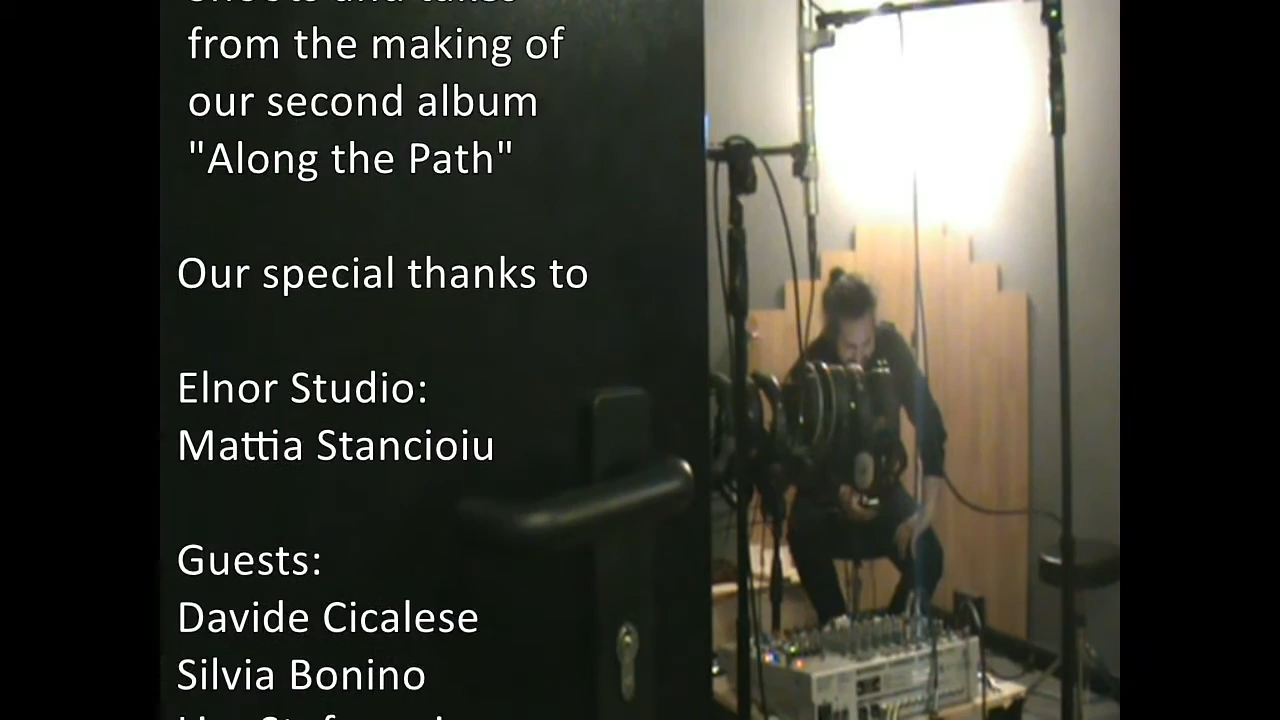 from the making of
our second album
"Along the Path"
Our special thanks to
Elnor Studio:
Mattia Stancioiu
Guests:
Davide Cicalese
Silvia Bonino